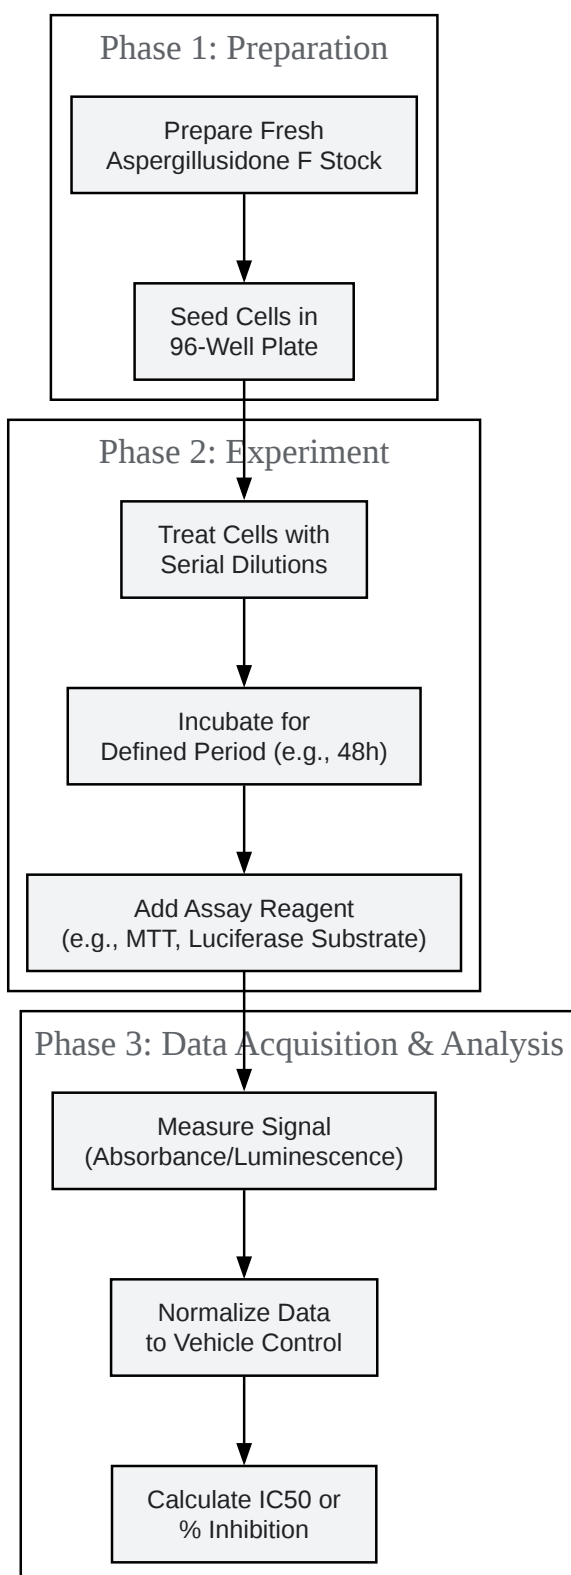 Phase 1: Preparation
Prepare Fresh
Aspergillusidone F Stock
Seed Cells in
96-Well Plate
Phase 2: Experiment
Treat Cells with
Serial Dilutions
Incubate for
Defined Period (e.g., 48h)
Add Assay Reagent
(e.g., MTT, Luciferase Substrate)
Phase 3: Data Acquisition & Analysis
Measure Signal
(Absorbance/Luminescence)
Normalize Data
to Vehicle Control
Calculate IC50 or
% Inhibition